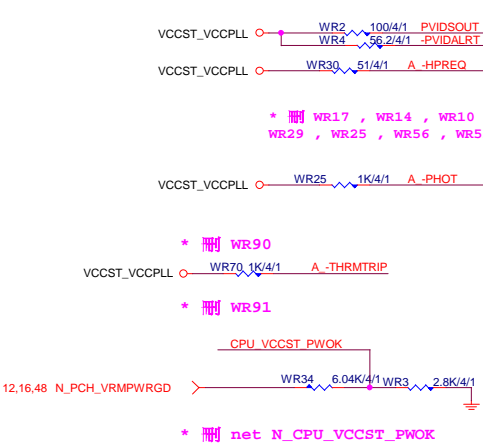 VCCST_VCCPLL WR2 100/4/1 PVIDSOUT
WR4 56.2/4/1 -PVIDALRT
VCCST_VCCPLL WR30 51/4/1 A_-HPREQ
* 删 WR17 , WR14 , WR10
WR29 , WR25 , WR56 , WR5
VCCST_VCCPLL WR25 1K/4/1 A_-PHOT
* 删 WR90
VCCST_VCCPLL WR70 1K/4/1 A_-THRMTRIP
* 删 WR91
CPU_VCCST_PWOK
12,16,48 N_PCH_VRMPWRGD WR34 6.04K/4/1 WR3 2.8K/4/1
* 删 net N_CPU_VCCST_PWOK